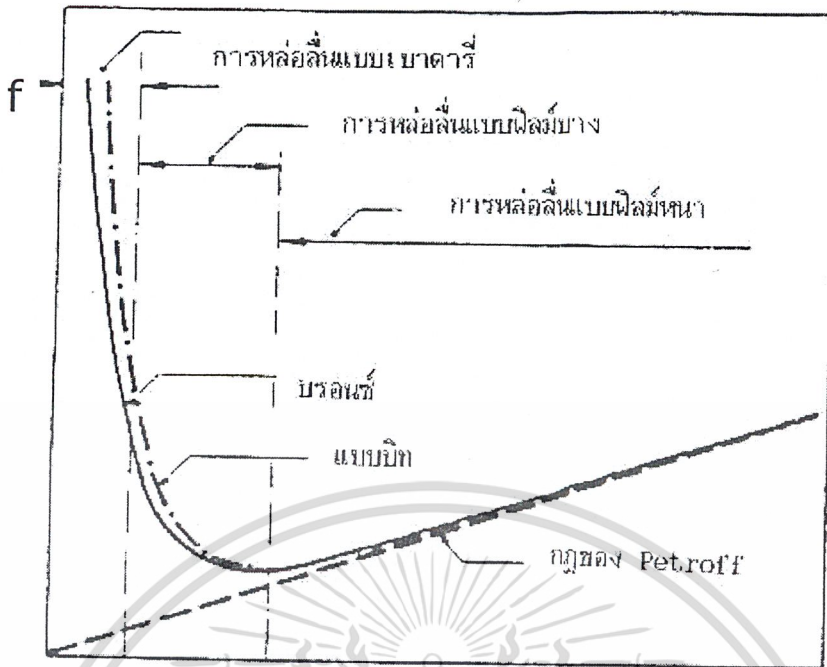 การหล่อลื่นแบบเบาดารี่
f
การหล่อลื่นแบบฟิล์มบาง
การหล่อลื่นแบบฟิล์มหนา
บรอนซ์
แบบบิท
กฎของ Petroff